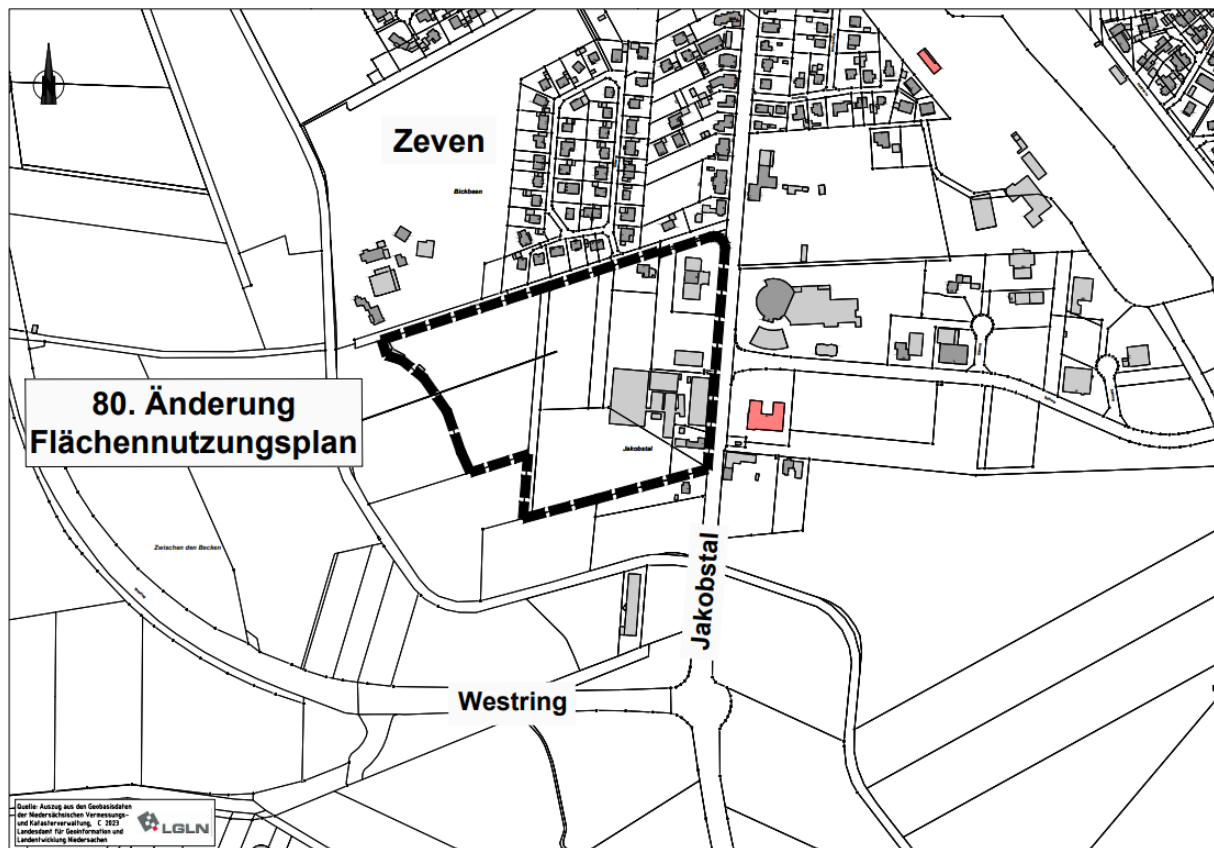 Zeven
Bickbeen
80. Änderung
Flächennutzungsplan
Jakobstal
Zwischen den Becken
Jakobstal
Westring
Quelle: Auszug aus den Geobasisdaten
der Niedersächsischen Vermessungs-
und Katasterverwaltung, C 2023
Landesamt für Geoinformation und
Landentwicklung Niedersachen
LGLN